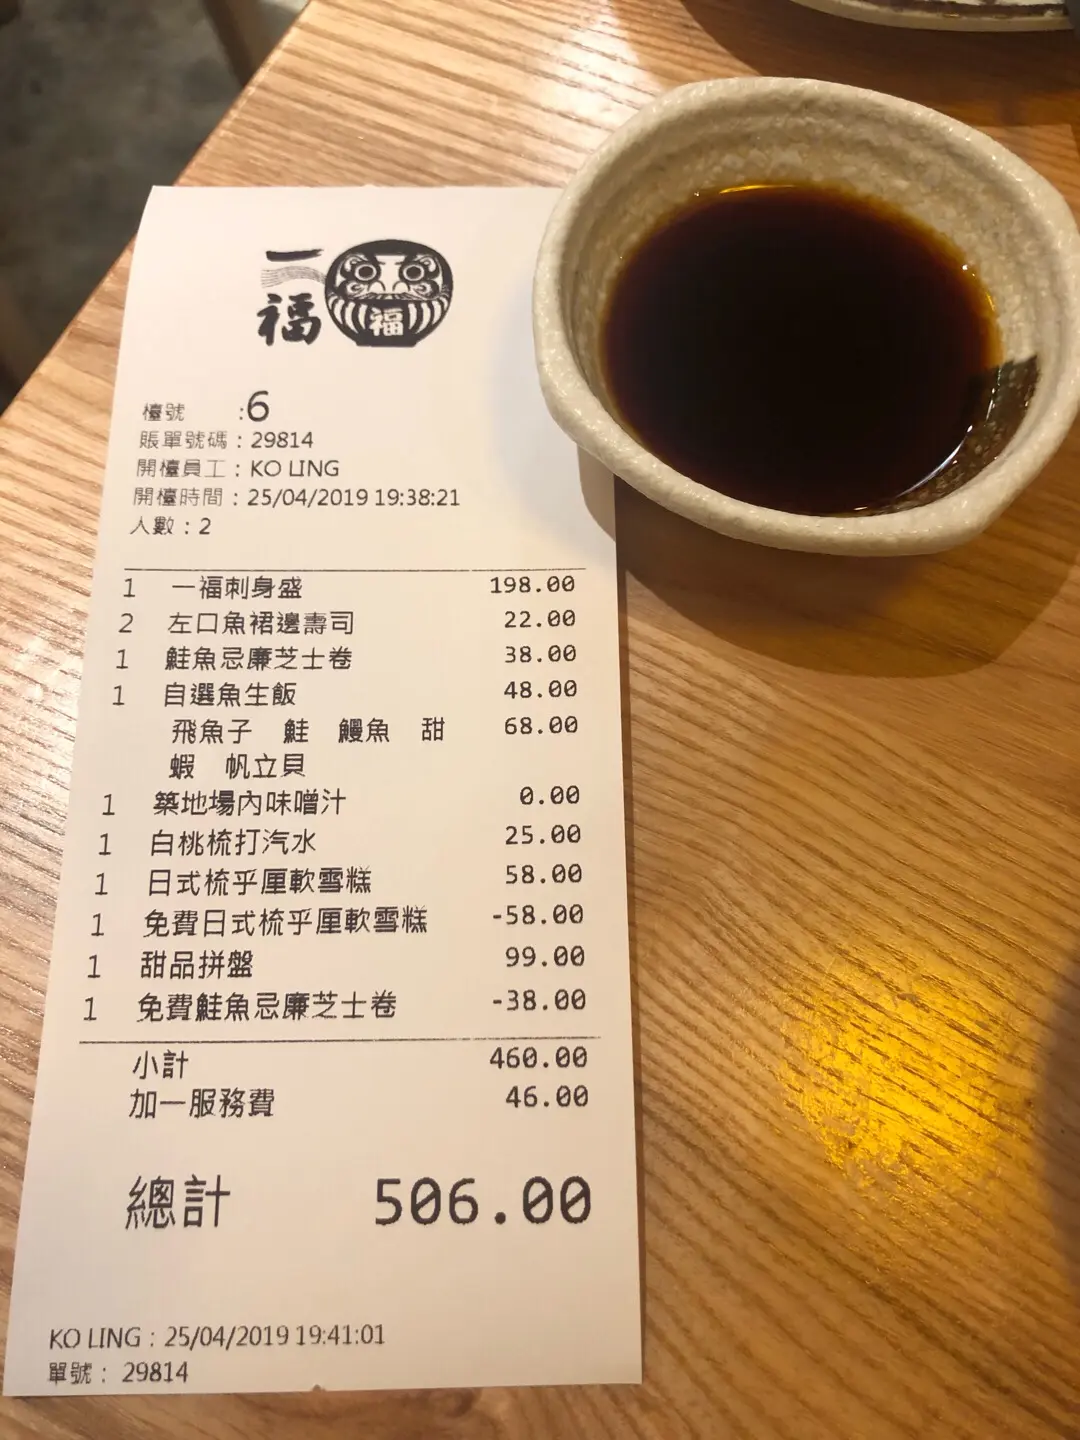 一福
福
檯號 :6
賬單號碼:29814
開檯員工:KO LING
開檯時間:25/04/2019 19:38:21
人數:2
1 一福刺身盛 198.00
2 左口魚裙邊壽司 22.00
1 鮭魚忌廉芝士卷 38.00
1 自選魚生飯 48.00
飛魚子 鮭 鰻魚 甜 68.00
蝦 帆立貝
1 築地場內味噌汁 0.00
1 白桃梳打汽水 25.00
1 日式梳乎厘軟雪糕 58.00
1 免費日式梳乎厘軟雪糕 -58.00
1 甜品拼盤 99.00
1 免費鮭魚忌廉芝士卷 -38.00
小計 460.00
加一服務費 46.00
總計 506.00
KO LING : 25/04/2019 19:41:01
單號: 29814